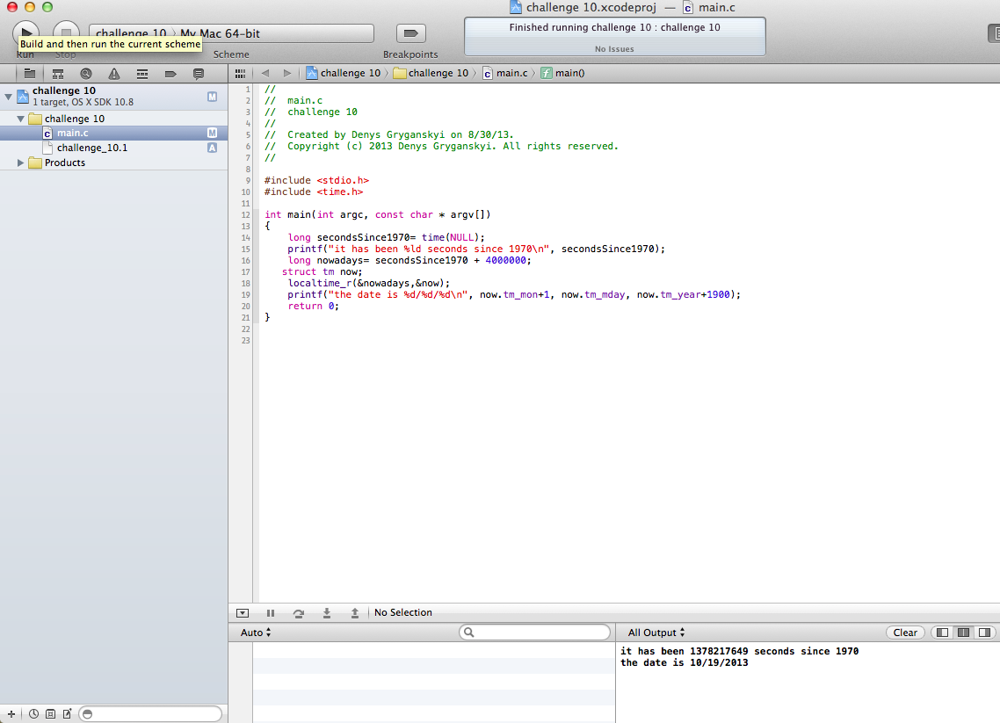 challenge 10.xcodeproj — main.c
challenge 10 My Mac 64-bit
Build and then run the current scheme
Run Stop Scheme Breakpoints
Finished running challenge 10 : challenge 10
No Issues
challenge 10 challenge 10 main.c main()
challenge 10 M
1 target, OS X SDK 10.8
challenge 10
main.c M
challenge_10.1 A
Products
1 //
2 // main.c
3 // challenge 10
4 //
5 // Created by Denys Gryganskyi on 8/30/13.
6 // Copyright (c) 2013 Denys Gryganskyi. All rights reserved.
7 //
8
9 #include <stdio.h>
10 #include <time.h>
11
12 int main(int argc, const char * argv[])
13 {
14 long secondsSince1970= time(NULL);
15 printf("it has been %ld seconds since 1970\n", secondsSince1970);
16 long nowadays= secondsSince1970 + 4000000;
17 struct tm now;
18 localtime_r(&nowadays,&now);
19 printf("the date is %d/%d/%d\n", now.tm_mon+1, now.tm_mday, now.tm_year+1900);
20 return 0;
21 }
22
23
No Selection
Auto All Output Clear
it has been 1378217649 seconds since 1970
the date is 10/19/2013